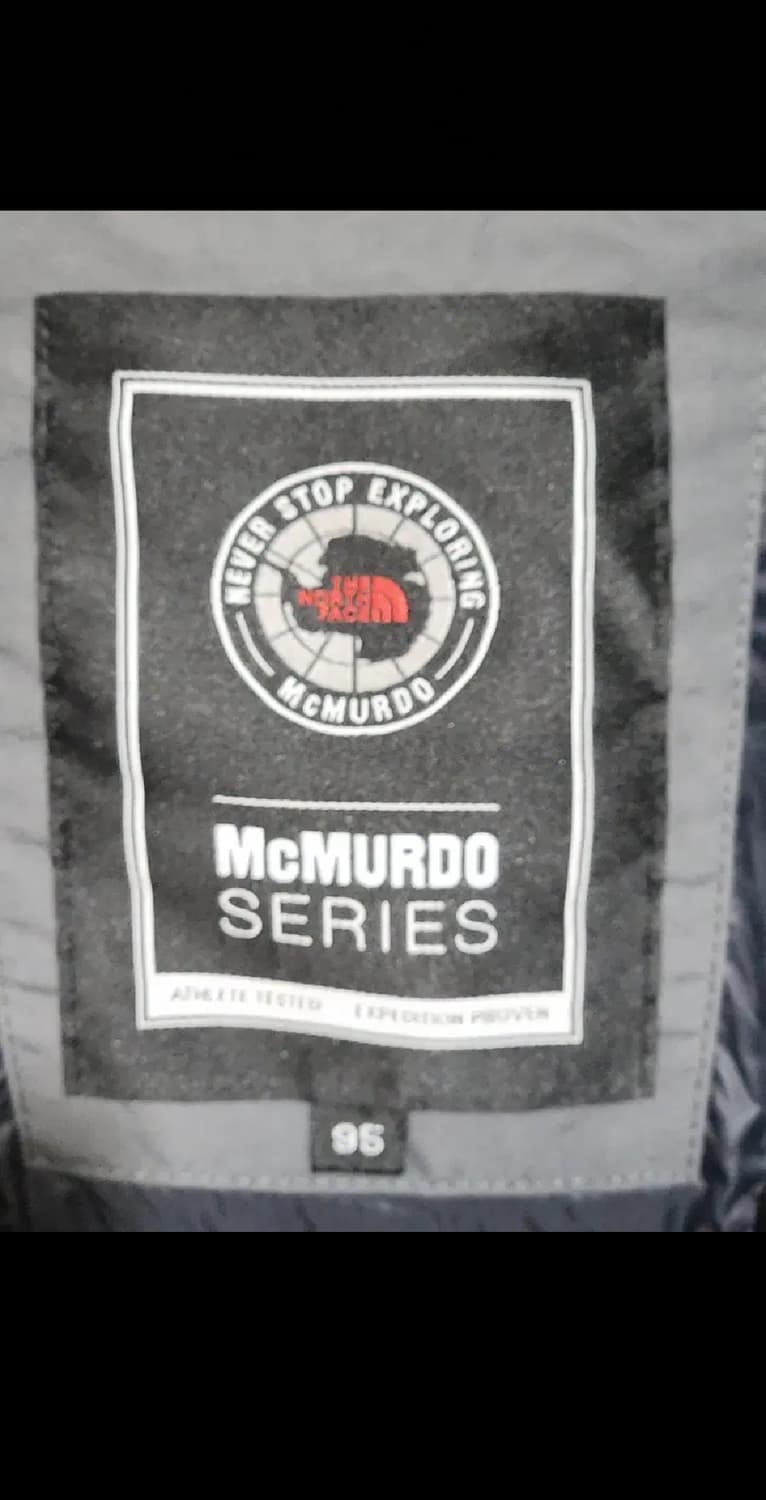 NEVER STOP EXPLORING
THE
NORTH
FACE
McMURDO
McMURDO
SERIES
ATHLETE TESTED EXPEDITION PROVEN
95